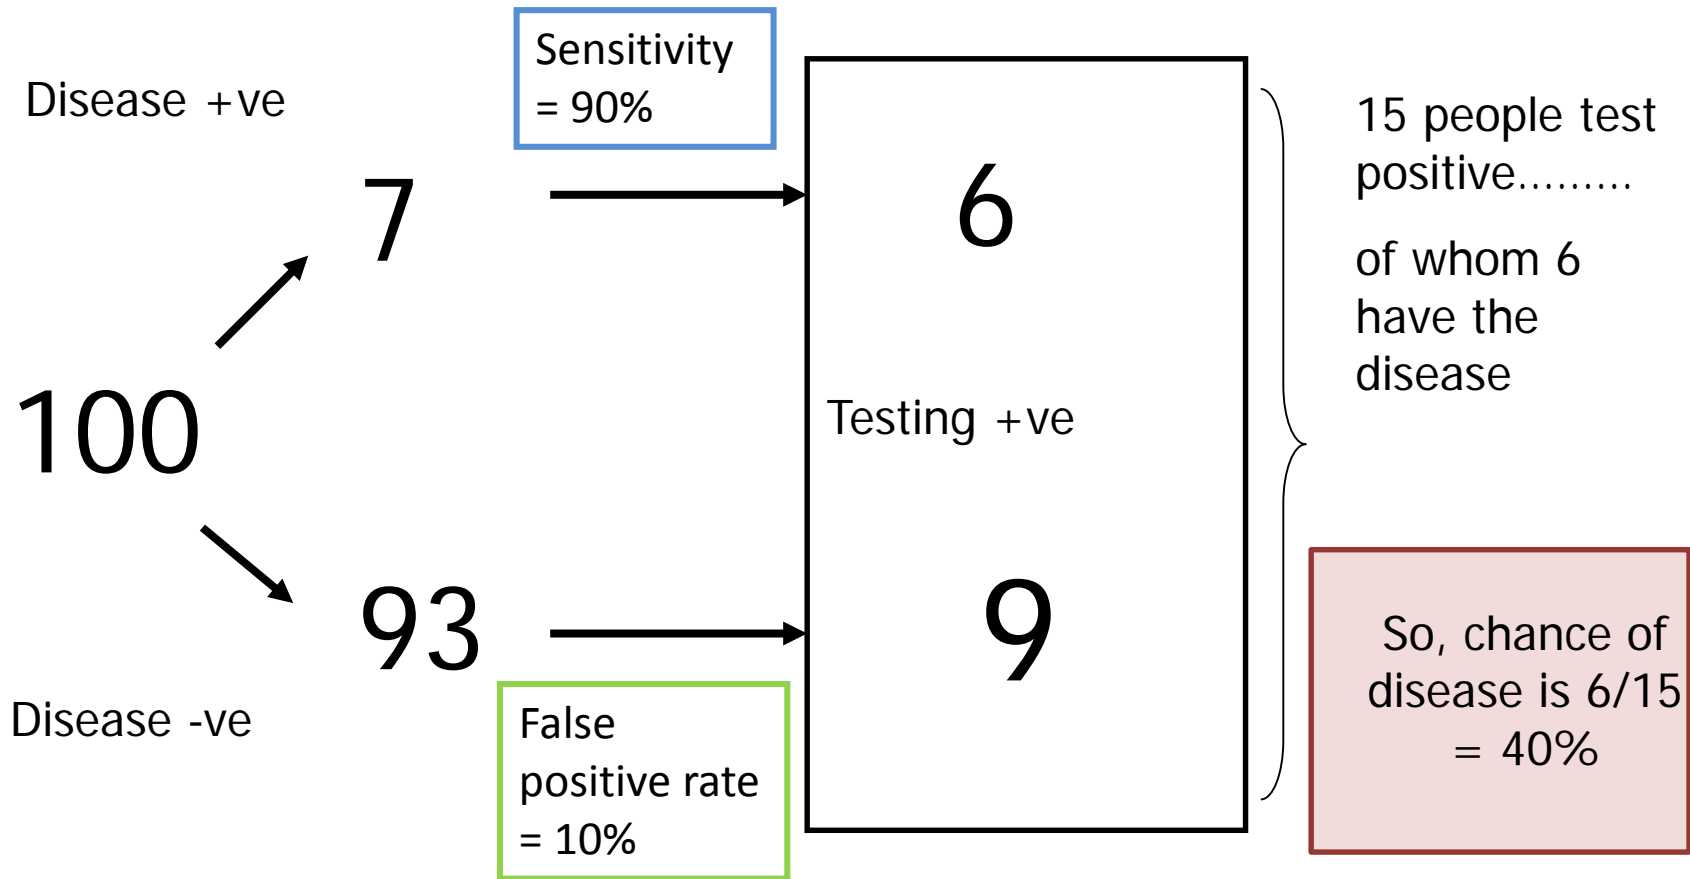 Disease +ve
Sensitivity
= 90%
7
6
15 people test
positive.........
of whom 6
have the
disease
100
Testing +ve
93
9
Disease -ve
False
positive rate
= 10%
So, chance of
disease is 6/15
= 40%